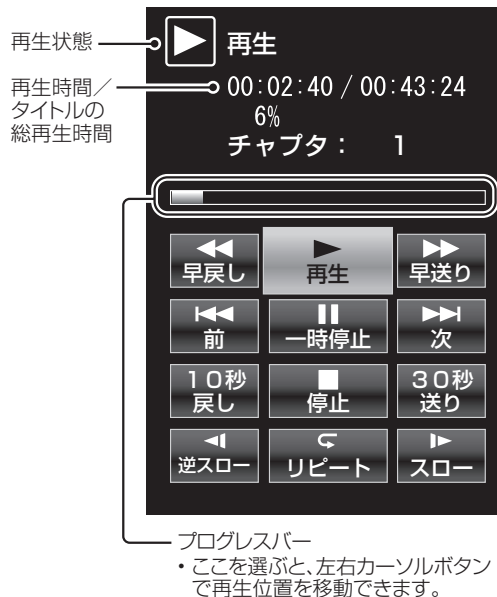 再生状態
再生
再生時間／
タイトルの
総再生時間
00:02:40 / 00:43:24
6%
チャプタ： 1
早戻し
再生
早送り
前
一時停止
次
10秒
戻し
停止
30秒
送り
逆スロー
リピート
スロー
プログレスバー
・ここを選ぶと、左右カーソルボタン
で再生位置を移動できます。